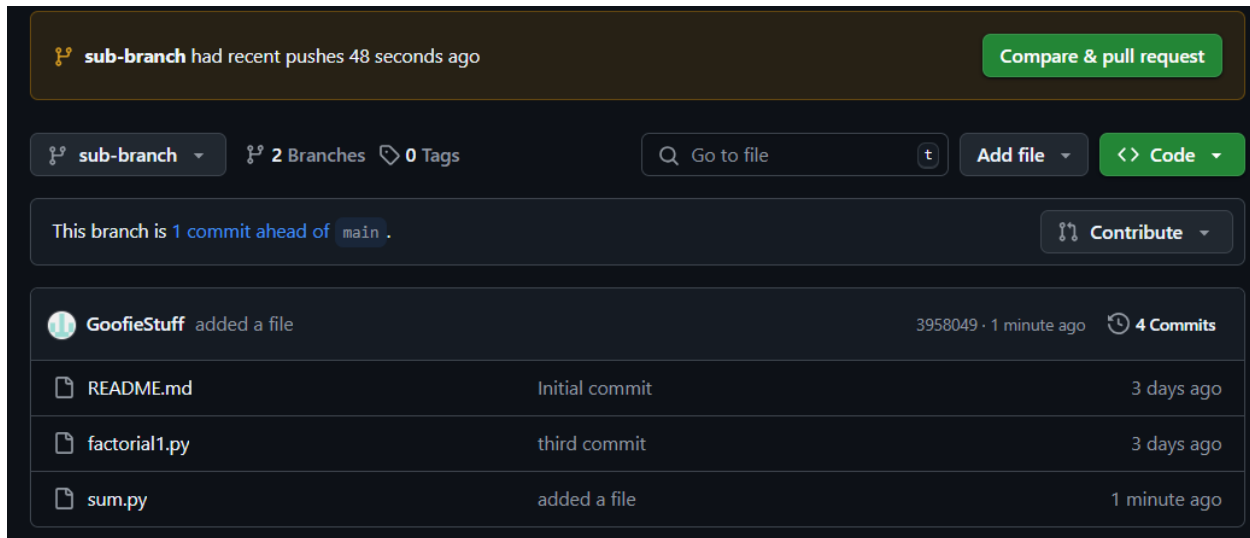 sub-branch had recent pushes 48 seconds ago Compare & pull request
sub-branch 2 Branches 0 Tags Go to file t Add file Code
This branch is 1 commit ahead of main . Contribute
GoofieStuff added a file 3958049 · 1 minute ago 4 Commits
README.md Initial commit 3 days ago
factorial1.py third commit 3 days ago
sum.py added a file 1 minute ago